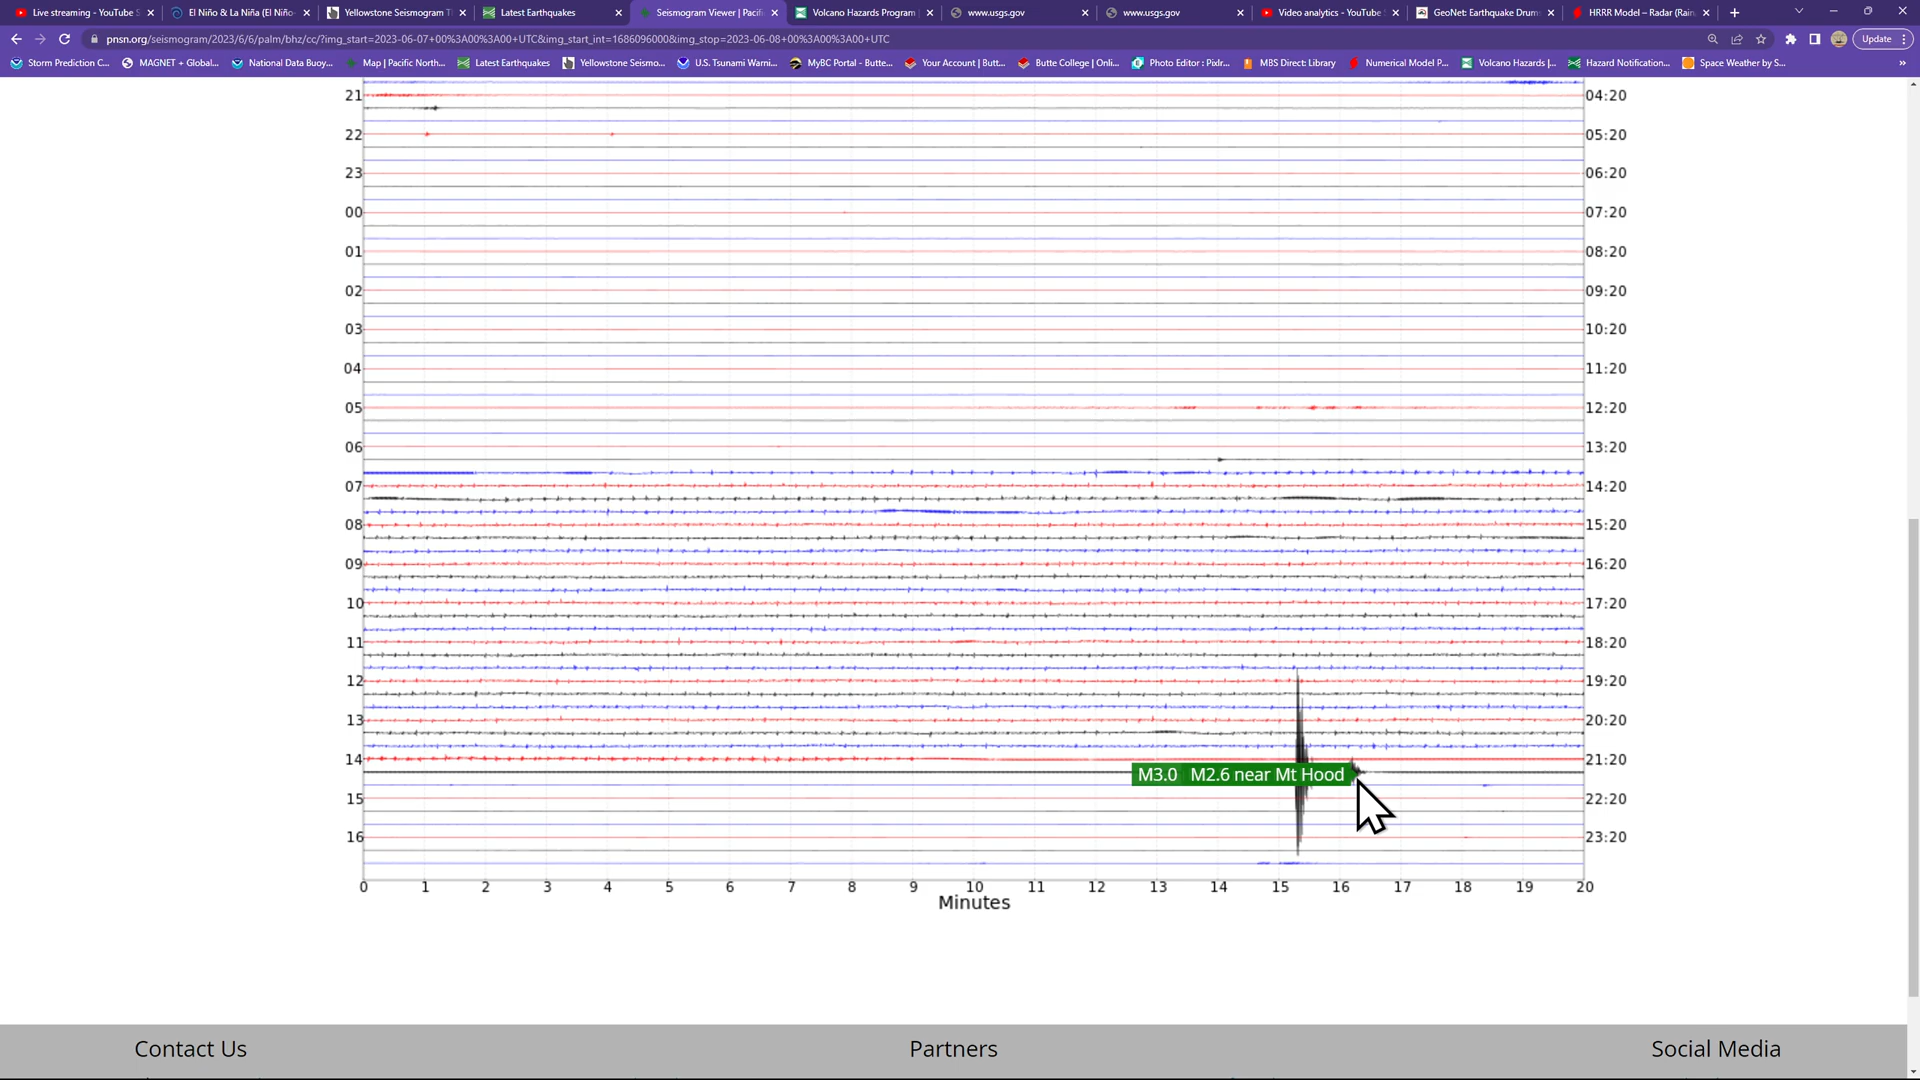 Live streaming - YouTube S
El Niño & La Niña (El Niño-
Yellowstone Seismogram Th
Latest Earthquakes
Seismogram Viewer | Pacifi
Volcano Hazards Program |
www.usgs.gov
www.usgs.gov
Video analytics - YouTube S
GeoNet: Earthquake Drums
HRRR Model – Radar (Rain,
pnsn.org/seismogram/2023/6/6/palm/bhz/cc/?img_start=2023-06-07+00%3A00%3A00+UTC&img_start_int=1686096000&img_stop=2023-06-08+00%3A00%3A00+UTC
Update
Storm Prediction C...
MAGNET + Global...
National Data Buoy...
Map | Pacific North...
Latest Earthquakes
Yellowstone Seismo...
U.S. Tsunami Warni...
MyBC Portal - Butte...
Your Account | Butt...
Butte College | Onli...
Photo Editor : Pixlr...
MBS Direct: Library
Numerical Model P...
Volcano Hazards |...
Hazard Notification...
Space Weather by S...
»
21 04:20
22 05:20
23 06:20
00 07:20
01 08:20
02 09:20
03 10:20
04 11:20
05 12:20
06 13:20
07 14:20
08 15:20
09 16:20
10 17:20
11 18:20
12 19:20
13 20:20
14 21:20
M3.0 M2.6 near Mt Hood
15 22:20
16 23:20
0 1 2 3 4 5 6 7 8 9 10 11 12 13 14 15 16 17 18 19 20
Minutes
Contact Us
Partners
Social Media